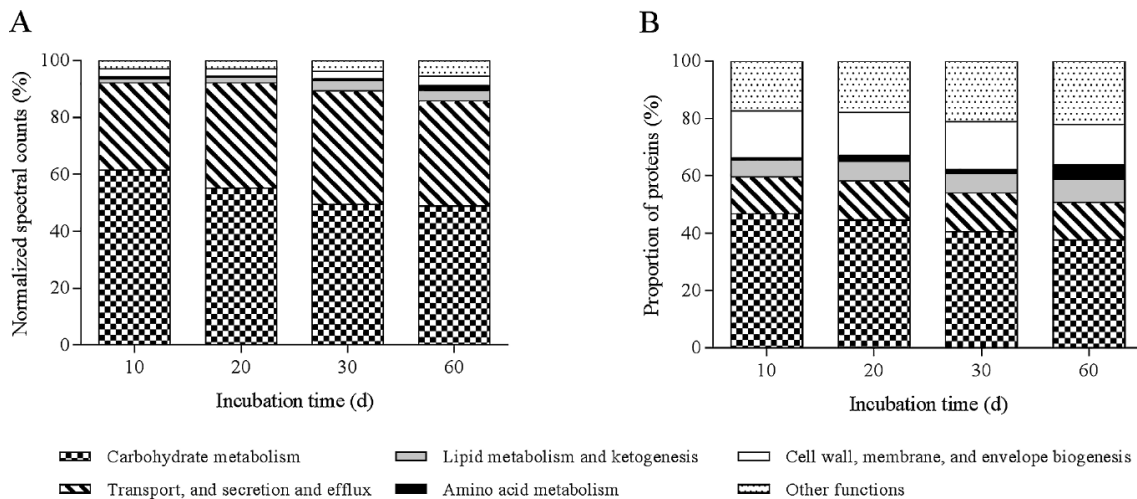 A
Normalized spectral counts (%)
100
80
60
40
20
0
10 20 30 60
Incubation time (d)
B
Proportion of proteins (%)
100
80
60
40
20
0
10 20 30 60
Incubation time (d)
Carbohydrate metabolism
Lipid metabolism and ketogenesis
Cell wall, membrane, and envelope biogenesis
Transport, and secretion and efflux
Amino acid metabolism
Other functions